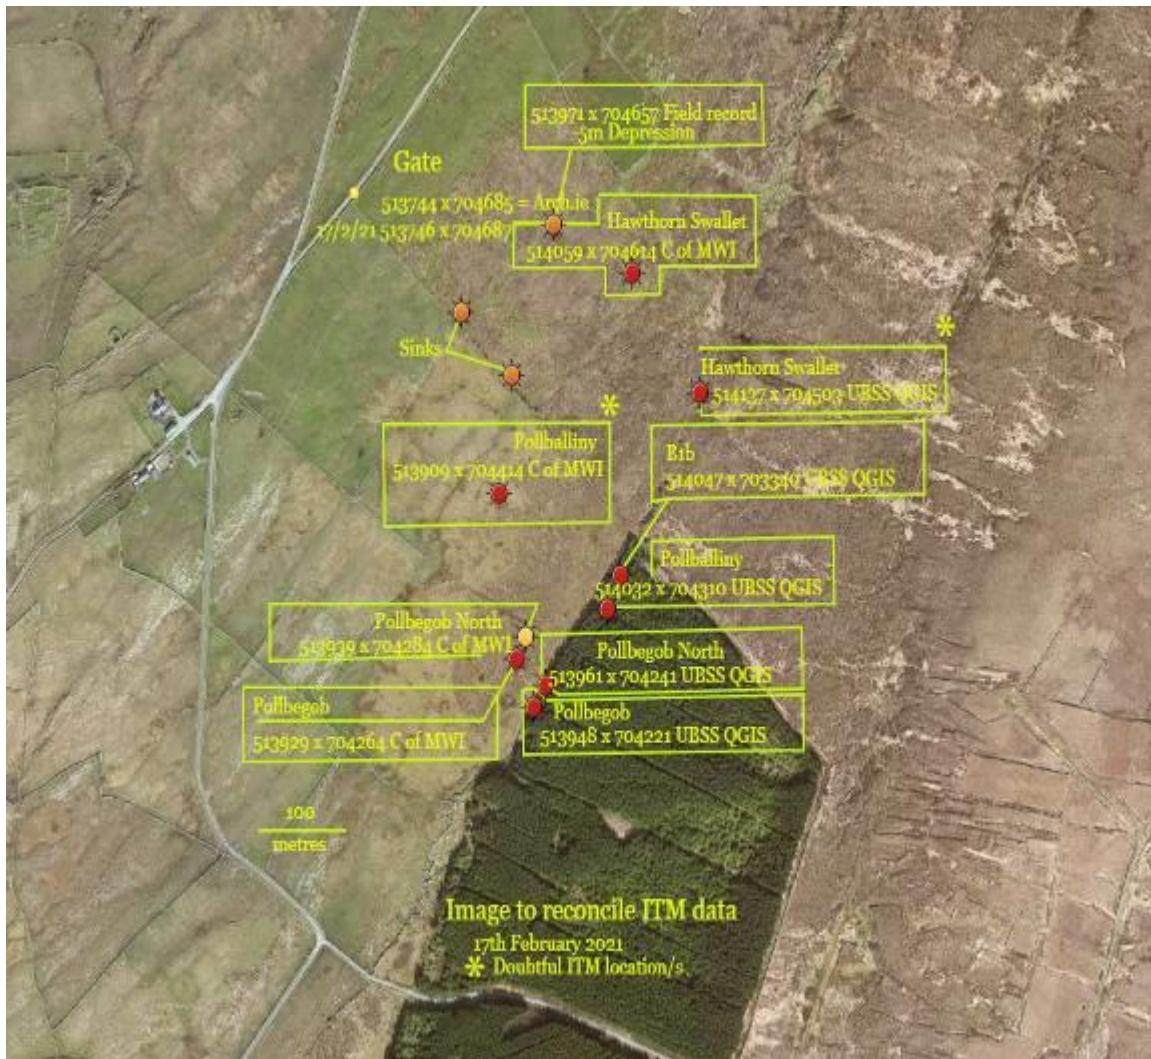 513971 x 704657 Field record
5m Depression
Gate
513744 x 704685 = Arch.ie
17/2/21 513746 x 704687
Hawthorn Swallet
514059 x 704614 C of MWI
Sinks
Hawthorn Swallet
514137 x 704503 UBSS QGIS
Pollballiny
513909 x 704414 C of MWI
B1b
514047 x 703340 UBSS QGIS
Pollballiny
514032 x 704310 UBSS QGIS
Pollbegob North
513939 x 704284 C of MWI
Pollbegob North
513961 x 704241 UBSS QGIS
Pollbegob
513929 x 704264 C of MWI
Pollbegob
513948 x 704221 UBSS QGIS
100
metres
Image to reconcile ITM data
17th February 2021
* Doubtful ITM location/s